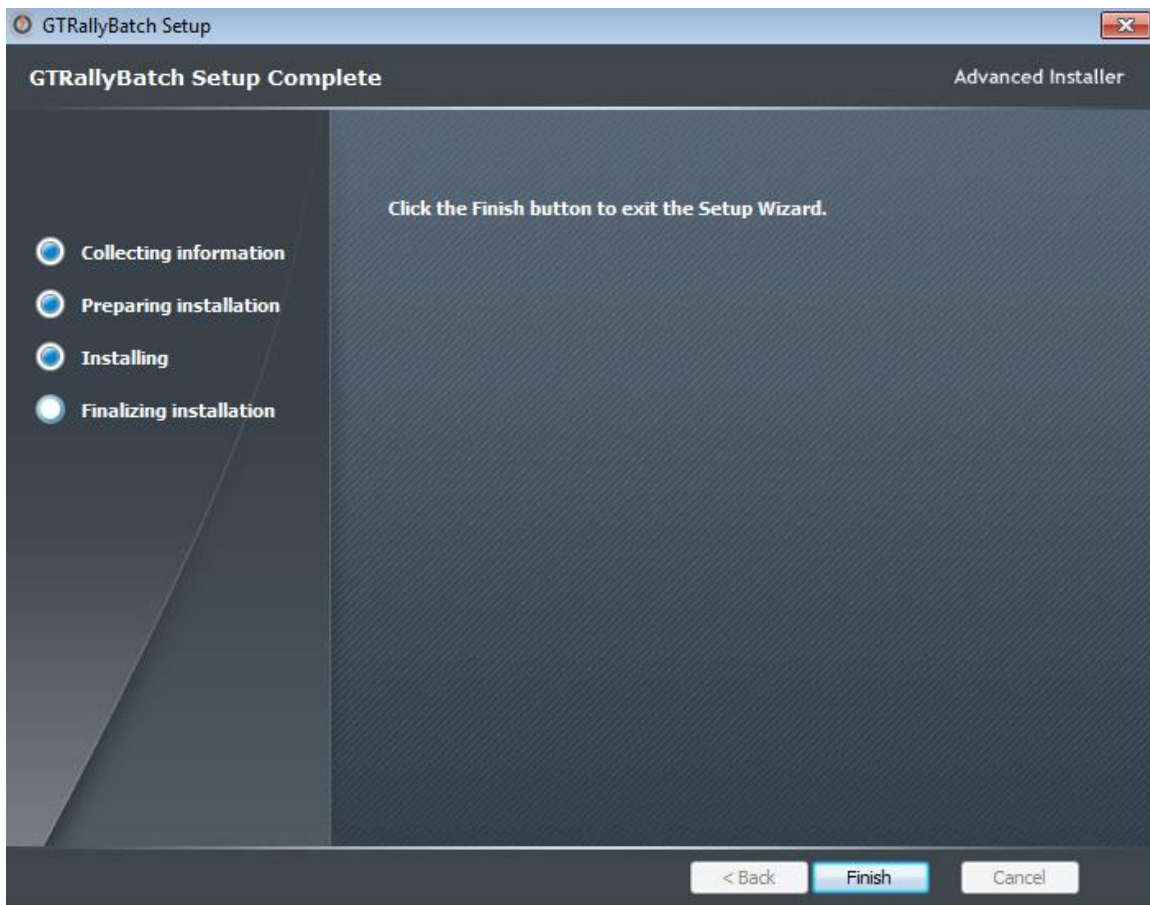 GTRallyBatch Setup
GTRallyBatch Setup Complete
Advanced Installer
Click the Finish button to exit the Setup Wizard.
Collecting information
Preparing installation
Installing
Finalizing installation
< Back
Finish
Cancel